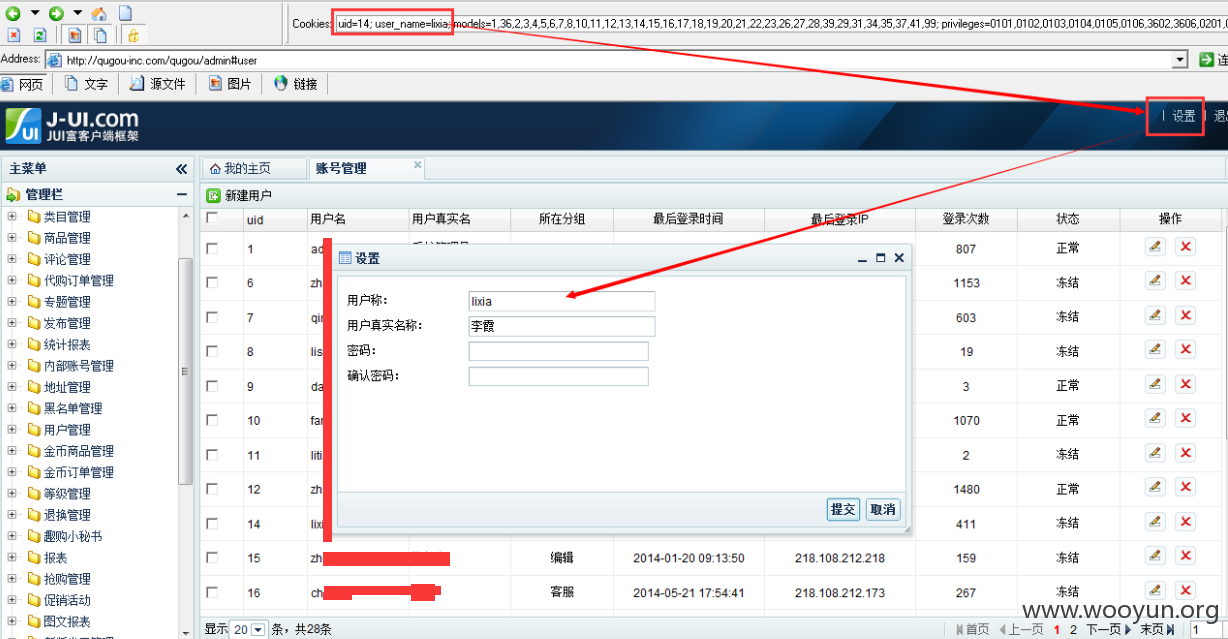 Cookies: uid=14; user_name=lixia; models=1,36,2,3,4,5,6,7,8,10,11,12,13,14,15,16,17,18,19,20,21,22,23,26,27,28,39,29,31,34,35,37,41,99; privileges=0101,0102,0103,0104,0105,0106,3602,3606,0201,0
Address: http://qugou-inc.com/qugou/admin#user
网页 文字 源文件 图片 链接
J-UI.com
JUI富客户端框架
设置
主菜单
我的主页 账号管理
管理栏
新建用户
类目管理
商品管理
评论管理
代购订单管理
专题管理
发布管理
统计报表
内部账号管理
地址管理
黑名单管理
用户管理
金币商品管理
金币订单管理
等级管理
退换管理
趣购小秘书
报表
抢购管理
促销活动
图文报表
uid 用户名 用户真实名 所在分组 最后登录时间 最后登录IP 登录次数 状态 操作
1 ad 807 正常
6 zh 1153 冻结
7 qin 603 冻结
8 lis 19 冻结
9 da 3 正常
10 far 1070 正常
11 liti 2 冻结
12 zh 1480 正常
14 lixi 411 冻结
15 zh 编辑 2014-01-20 09:13:50 218.108.212.218 159 冻结
16 ch 客服 2014-05-21 17:54:41 218.108.212.173 267 冻结
设置
用户称: lixia
用户真实名称: 李霞
密码:
确认密码:
提交 取消
显示 20 条，共28条
首页 上一页 1 2 下一页 末页 1
www.wooyun.org